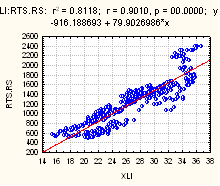 LI:RTS.RS: r² = 0.8118; r = 0.9010, p = 00.0000; y
-916.188693 + 79.9026986*x
2600
2400
2200
2000
1800
1600
1400
1200
1000
800
600
400
200
RTS.RS
14 16 18 20 22 24 26 28 30 32 34 36 38
XLI